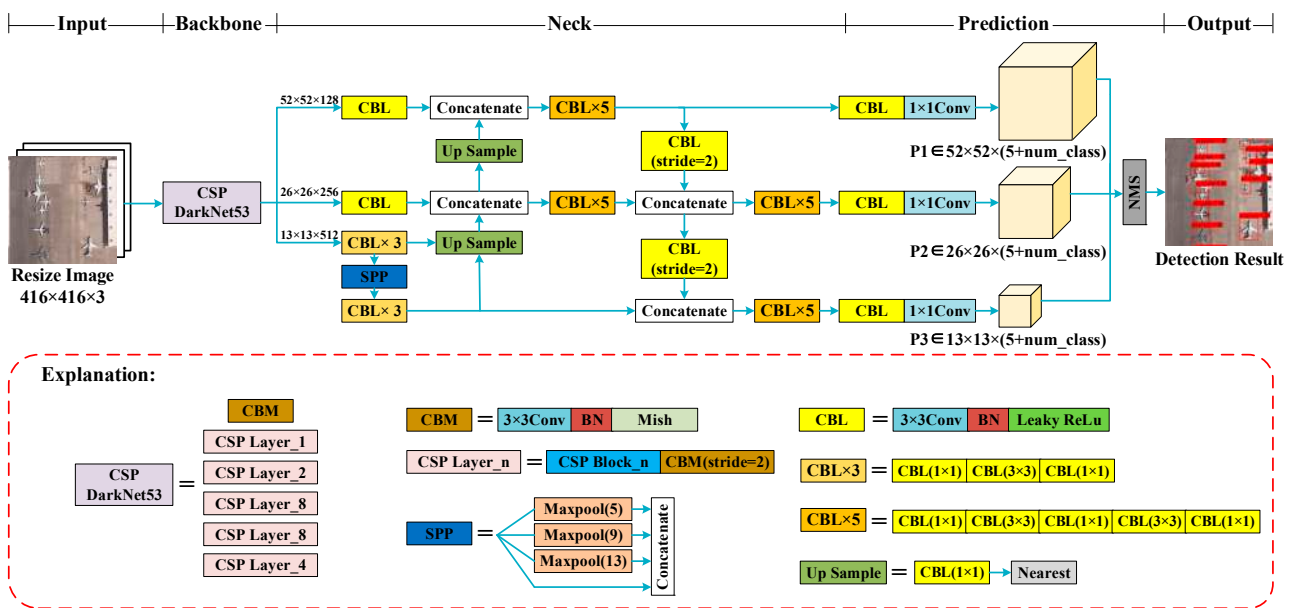 Input
Backbone
Neck
Prediction
Output
52×52×128
CBL
Concatenate
CBL×5
CBL
1×1Conv
CBL
(stride=2)
Up Sample
P1∈52×52×(5+num_class)
CSP
DarkNet53
26×26×256
CBL
Concatenate
CBL×5
Concatenate
CBL×5
CBL
1×1Conv
NMS
13×13×512
CBL× 3
Up Sample
CBL
(stride=2)
P2∈26×26×(5+num_class)
Resize Image
416×416×3
SPP
Detection Result
CBL× 3
Concatenate
CBL×5
CBL
1×1Conv
P3∈13×13×(5+num_class)
Explanation:
CSP
DarkNet53
=
CBM
CSP Layer_1
CSP Layer_2
CSP Layer_8
CSP Layer_8
CSP Layer_4
CBM = 3×3Conv BN Mish
CSP Layer_n = CSP Block_n CBM(stride=2)
SPP =
Maxpool(5)
Maxpool(9)
Maxpool(13)
Concatenate
CBL = 3×3Conv BN Leaky ReLu
CBL×3 = CBL(1×1) CBL(3×3) CBL(1×1)
CBL×5 = CBL(1×1) CBL(3×3) CBL(1×1) CBL(3×3) CBL(1×1)
Up Sample = CBL(1×1) Nearest